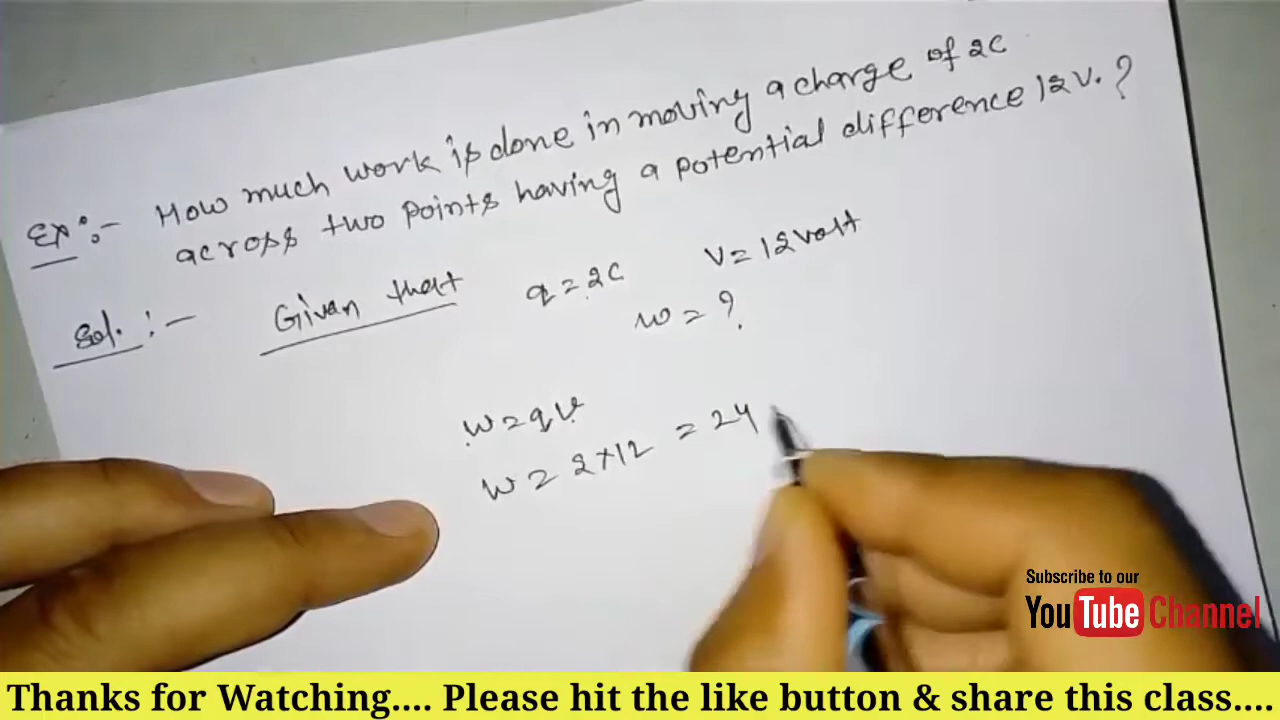 Ex:- How much work is done in moving a charge of 2C
across two points having a potential difference 12V.?
Sol. :- Given that q = 2C V = 12 volt
w = ?
w = qV
w = 2×12 = 24
Subscribe to our
YouTube Channel
Thanks for Watching.... Please hit the like button & share this class....